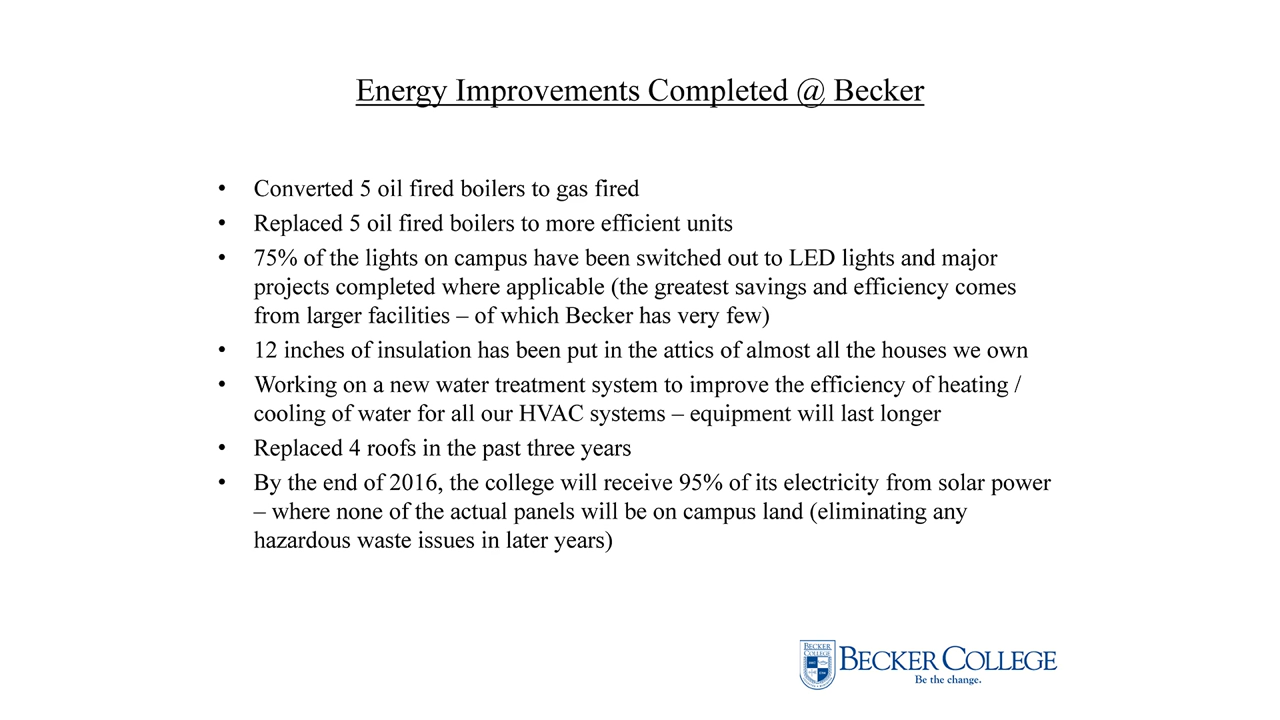 Energy Improvements Completed @ Becker
• Converted 5 oil fired boilers to gas fired
• Replaced 5 oil fired boilers to more efficient units
• 75% of the lights on campus have been switched out to LED lights and major
projects completed where applicable (the greatest savings and efficiency comes
from larger facilities – of which Becker has very few)
• 12 inches of insulation has been put in the attics of almost all the houses we own
• Working on a new water treatment system to improve the efficiency of heating /
cooling of water for all our HVAC systems – equipment will last longer
• Replaced 4 roofs in the past three years
• By the end of 2016, the college will receive 95% of its electricity from solar power
– where none of the actual panels will be on campus land (eliminating any
hazardous waste issues in later years)
BECKER
COLLEGE
BECKER COLLEGE
Be the change.